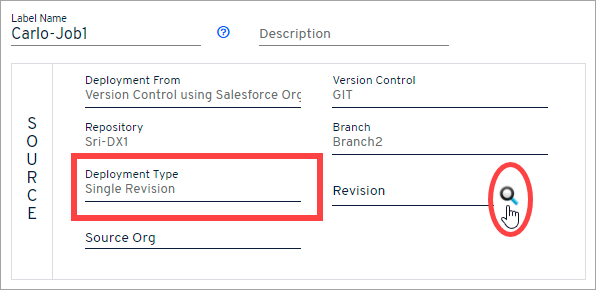 Label Name
Carlo-Job1
?
Description
SOURCE
Deployment From
Version Control using Salesforce Org
Version Control
GIT
Repository
Sri-DX1
Branch
Branch2
Deployment Type
Single Revision
Revision
Source Org